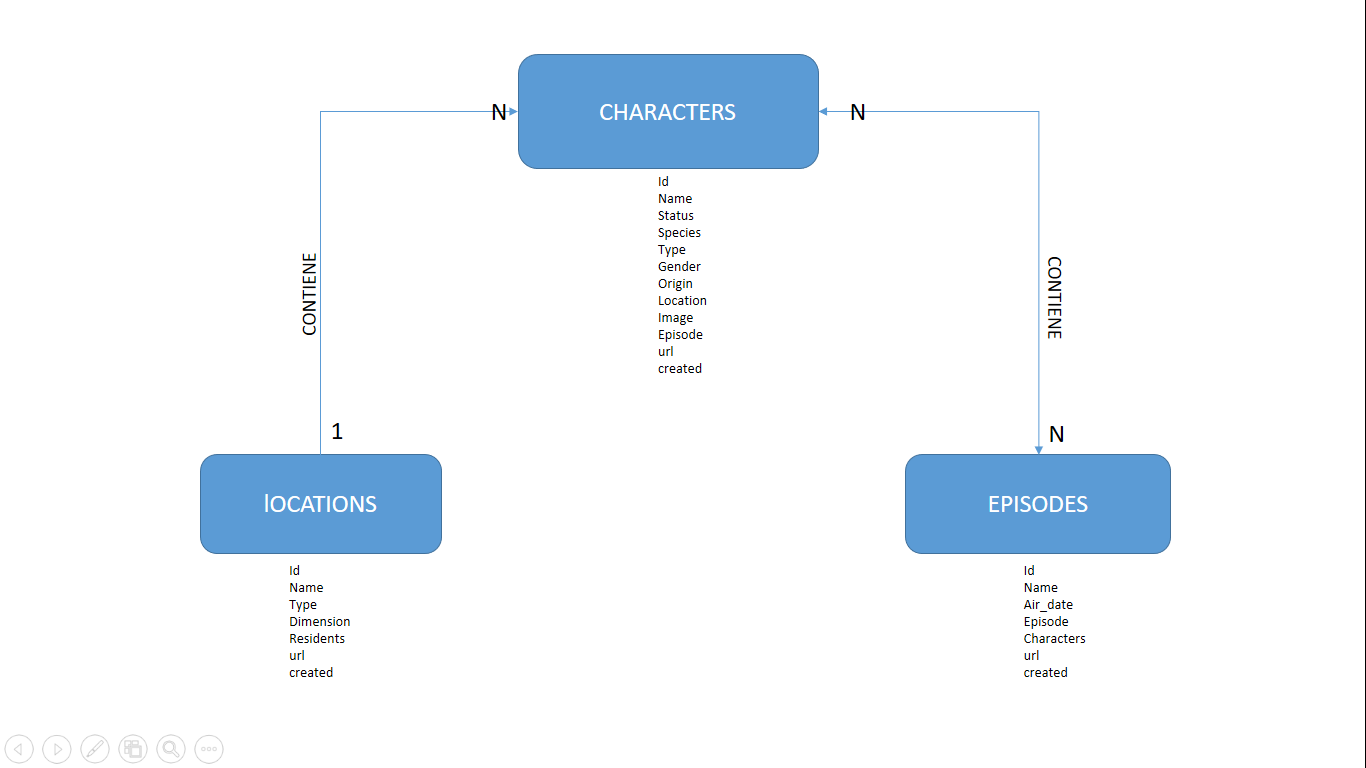 CHARACTERS
N
N
Id
Name
Status
Species
Type
Gender
Origin
Location
Image
Episode
url
created
CONTIENE
CONTIENE
1
N
lOCATIONS
EPISODES
Id
Name
Type
Dimension
Residents
url
created
Id
Name
Air_date
Episode
Characters
url
created